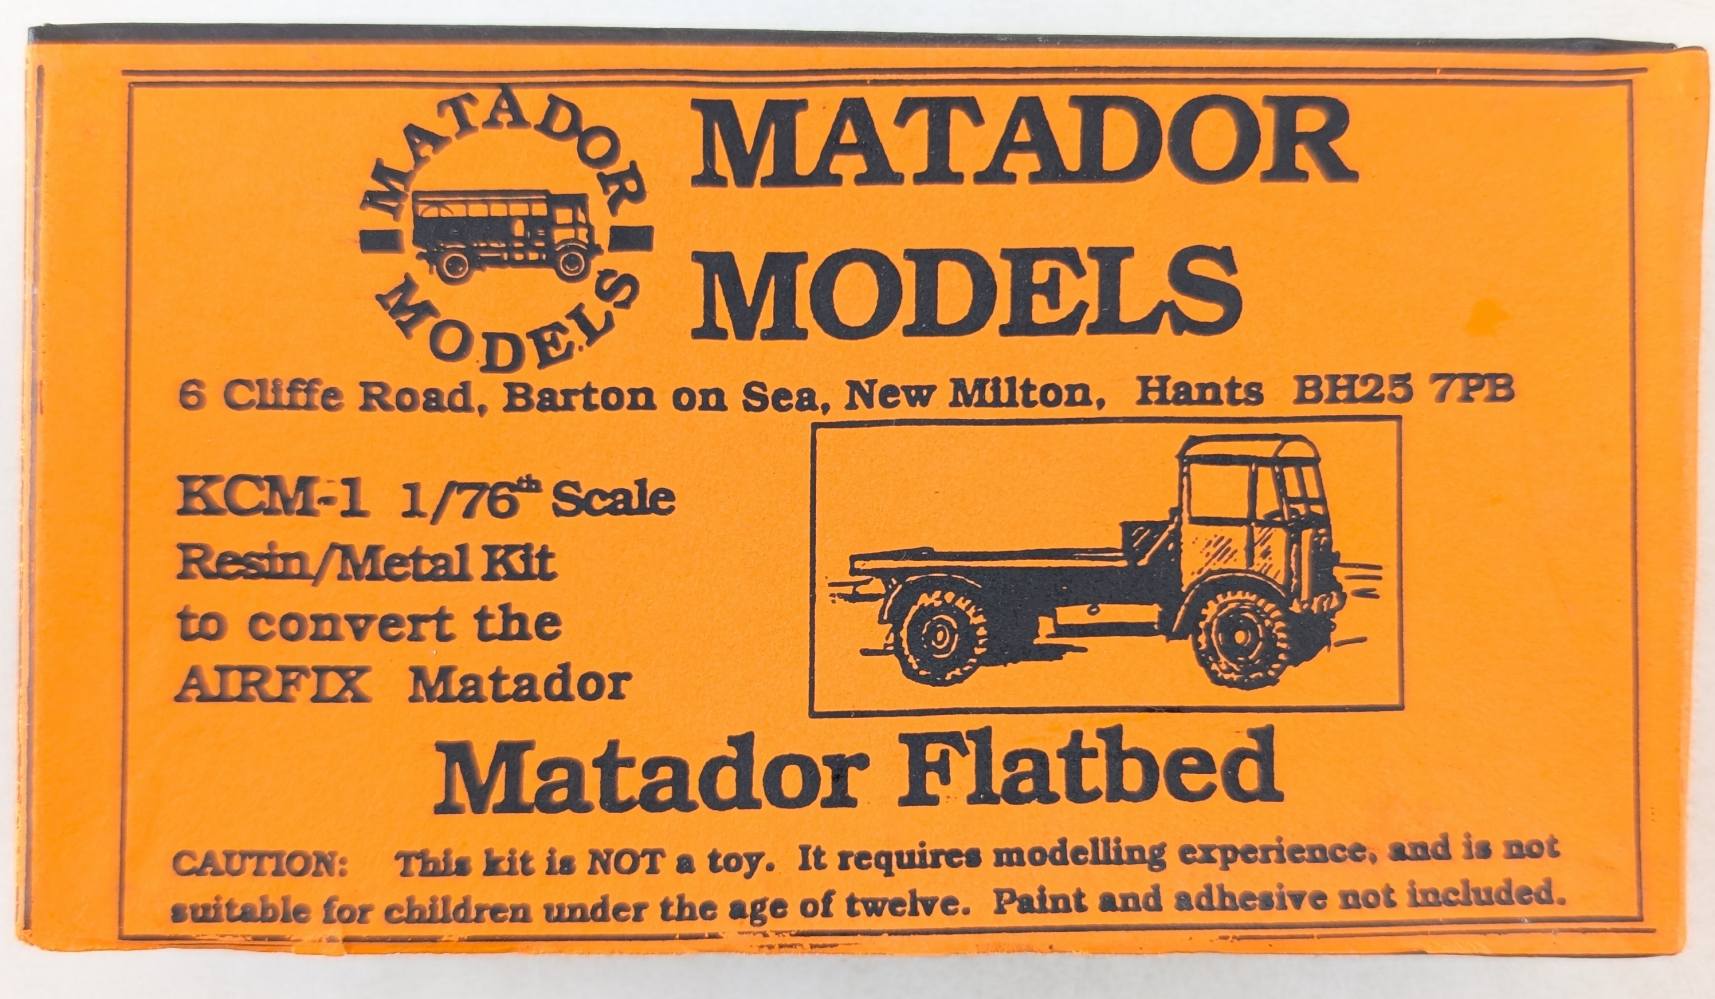 MATADOR
MODELS
MATADOR
MODELS
6 Cliffe Road, Barton on Sea, New Milton, Hants BH25 7PB
KCM-1 1/76th Scale
Resin/Metal Kit
to convert the
AIRFIX Matador
Matador Flatbed
CAUTION: This kit is NOT a toy. It requires modelling experience, and is not
suitable for children under the age of twelve. Paint and adhesive not included.